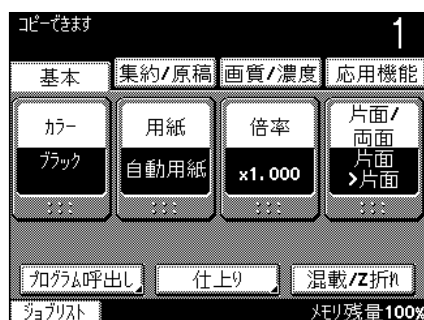 コピーできます
1
基本 集約/原稿 画質/濃度 応用機能
カラー 用紙 倍率 片面/両面
ブラック 自動用紙 x1.000 片面>片面
プログラム呼出し 仕上り 混載/Z折れ
ジョブリスト メモリ残量100%